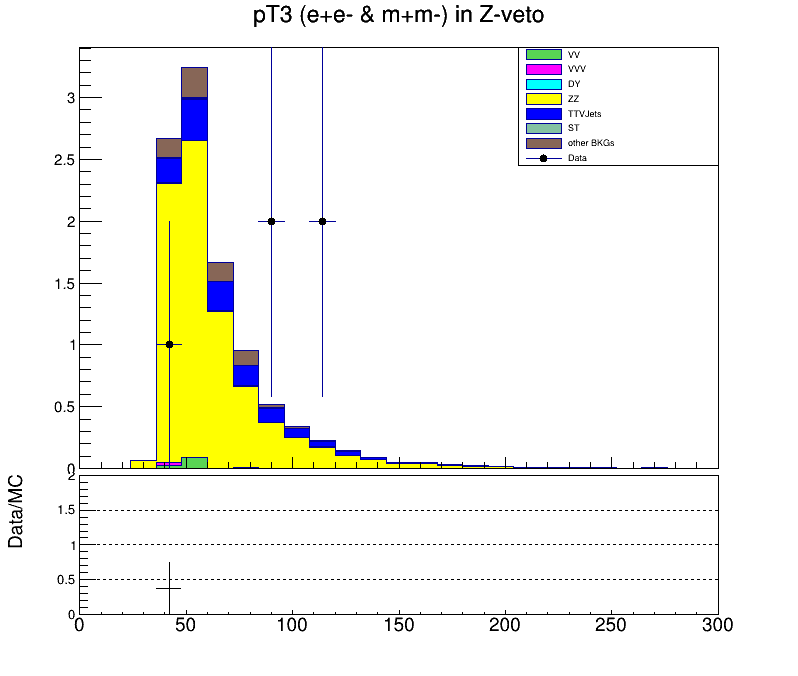 pT3 (e+e- & m+m-) in Z-veto
VV
VVV
DY
ZZ
TTVJets
ST
other BKGs
Data
3
2.5
2
1.5
1
0.5
0
Data/MC
2
1.5
1
0.5
0
0 50 100 150 200 250 300